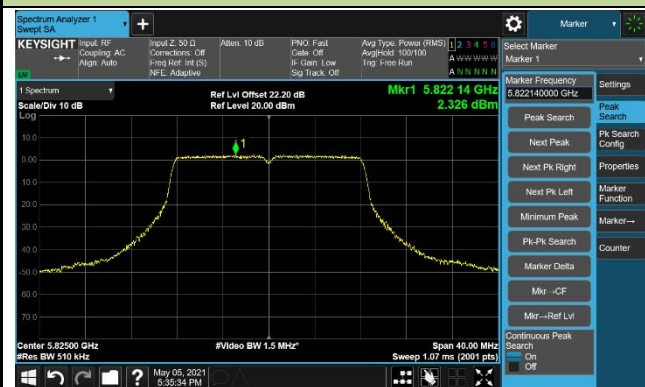 Spectrum Analyzer 1
Swept SA
Marker
KEYSIGHT
Input: RF
Coupling: AC
Align: Auto
Input Z: 50 Ω
Corrections: Off
Freq Ref: Int (S)
NFE: Adaptive
Atten: 10 dB
PNO: Fast
Gate: Off
IF Gain: Low
Sig Track: Off
Avg Type: Power (RMS)
Avg|Hold: 100/100
Trig: Free Run
1 2 3 4 5 6
A W W W W W
A N N N N N
LM
Select Marker
Marker 1
1 Spectrum
Scale/Div 10 dB
Log
Ref Lvl Offset 22.20 dB
Ref Level 20.00 dBm
Mkr1 5.822 14 GHz
2.326 dBm
Marker Frequency
5.822140000 GHz
Peak Search
Next Peak
Next Pk Right
Next Pk Left
Minimum Peak
Pk-Pk Search
Marker Delta
Mkr→CF
Mkr→Ref Lvl
Continuous Peak
Search
On
Off
Settings
Peak
Search
Pk Search
Config
Properties
Marker
Function
Marker→
Counter
10.0
0.00
10.0
20.0
30.0
40.0
50.0
60.0
70.0
1
Center 5.82500 GHz
#Res BW 510 kHz
#Video BW 1.5 MHz*
Span 40.00 MHz
Sweep 1.07 ms (2001 pts)
May 05, 2021
5:35:34 PM